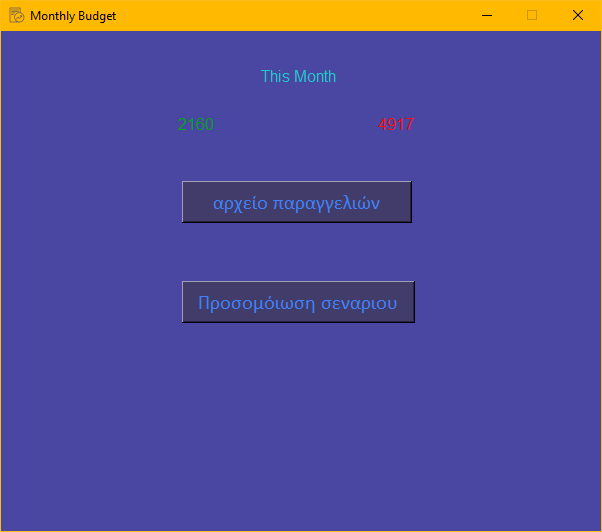 Monthly Budget
This Month
2160 4917
αρχείο παραγγελιών
Προσομόιωση σεναριου